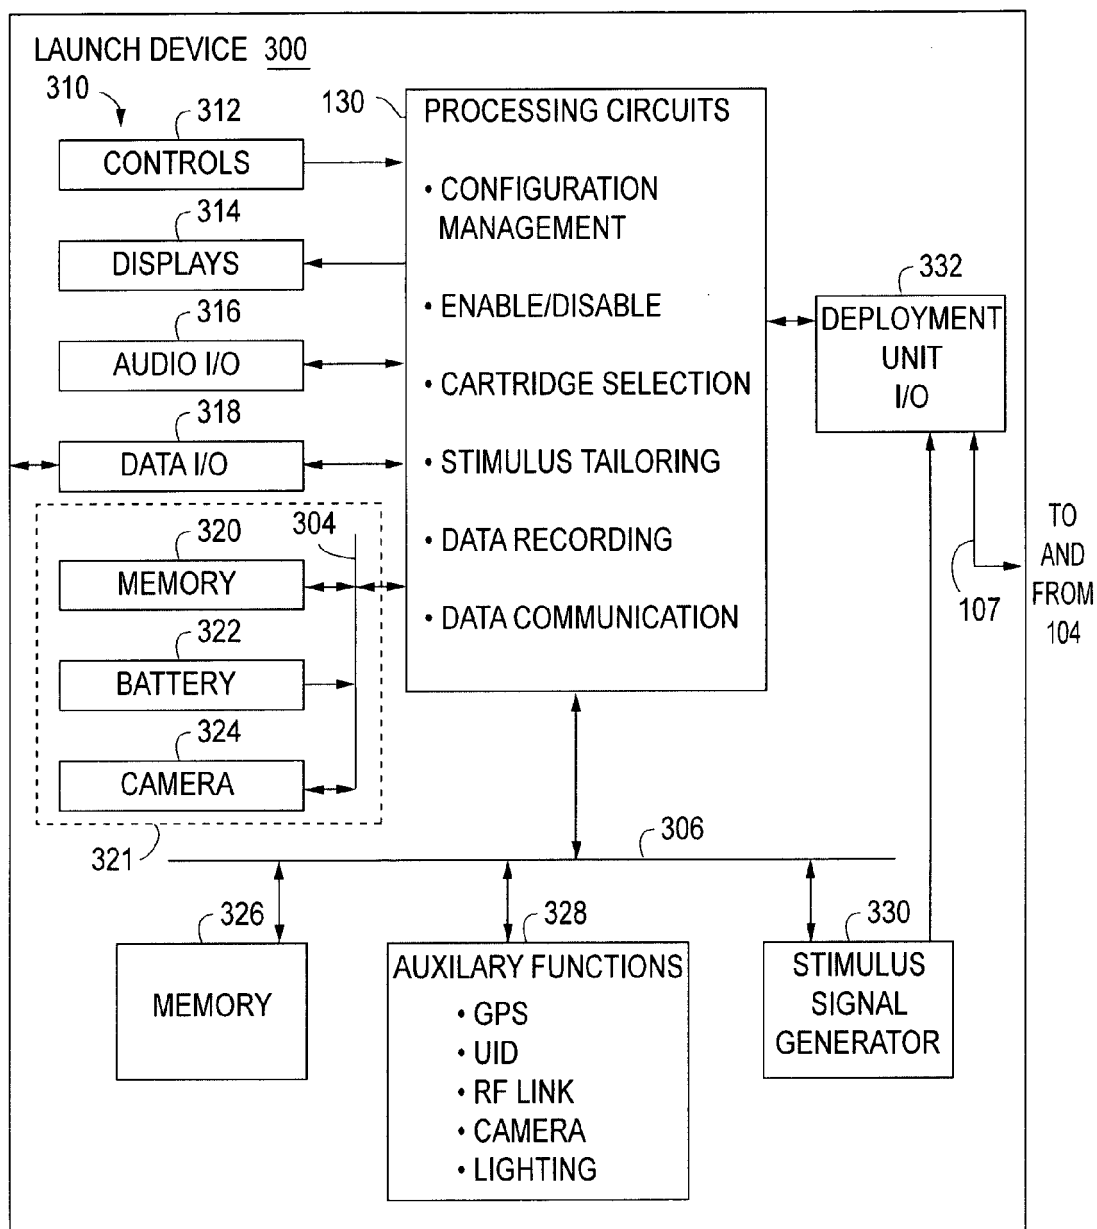 LAUNCH DEVICE 300
310
312
CONTROLS
314
DISPLAYS
316
AUDIO I/O
318
DATA I/O
304
320
MEMORY
322
BATTERY
324
CAMERA
321
130
PROCESSING CIRCUITS
• CONFIGURATION
MANAGEMENT
• ENABLE/DISABLE
• CARTRIDGE SELECTION
• STIMULUS TAILORING
• DATA RECORDING
• DATA COMMUNICATION
332
DEPLOYMENT
UNIT
I/O
107
TO
AND
FROM
104
306
326
MEMORY
328
AUXILARY FUNCTIONS
• GPS
• UID
• RF LINK
• CAMERA
• LIGHTING
330
STIMULUS
SIGNAL
GENERATOR